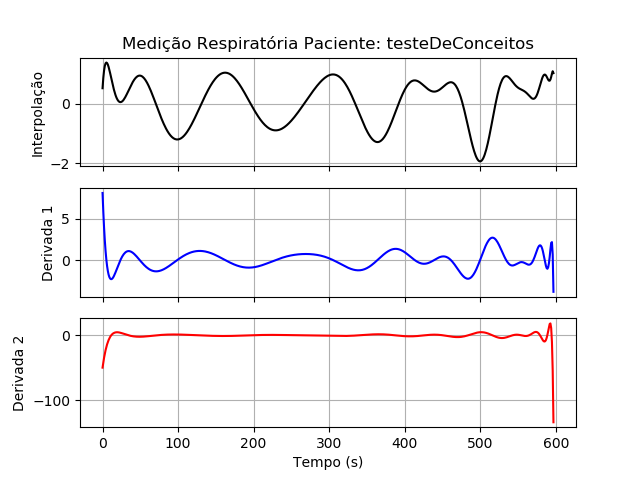 Medição Respiratória Paciente: testeDeConceitos
Interpolação
0
−2
Derivada 1
5
0
Derivada 2
0
−100
0 100 200 300 400 500 600
Tempo (s)